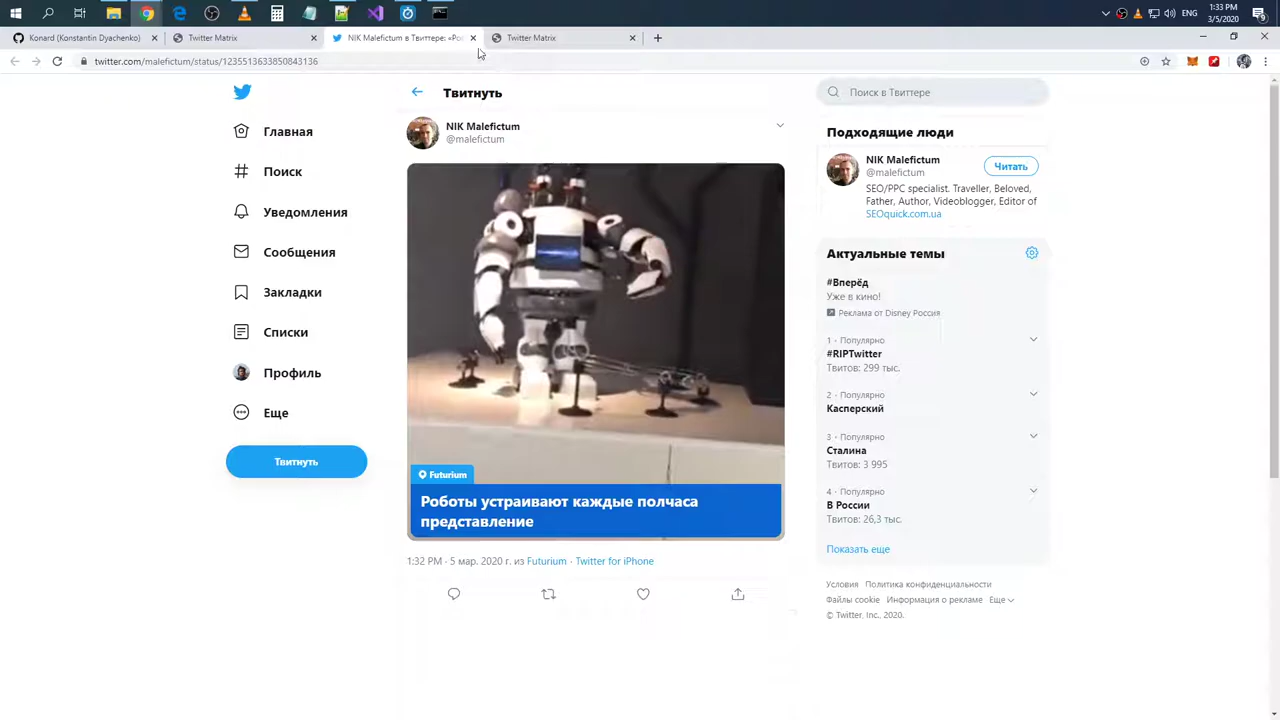 1:33 PM
ENG
3/5/2020
Konard (Konstantin Dyachenko)
Twitter Matrix
NIK Malefictum в Твиттере: «Роб
Twitter Matrix
twitter.com/malefictum/status/1235513633850843136
Главная
Поиск
Уведомления
Сообщения
Закладки
Списки
Профиль
Еще
Твитнуть
Твитнуть
NIK Malefictum
@malefictum
Futurium
Роботы устраивают каждые полчаса
представление
1:32 PM · 5 мар. 2020 г. из Futurium · Twitter for iPhone
Поиск в Твиттере
Подходящие люди
NIK Malefictum
@malefictum
Читать
SEO/PPC specialist. Traveller, Beloved,
Father, Author, Videoblogger, Editor of
SEOquick.com.ua
Актуальные темы
#Вперёд
Уже в кино!
Реклама от Disney Россия
1 · Популярно
#RIPTwitter
Твитов: 299 тыс.
2 · Популярно
Касперский
3 · Популярно
Сталина
Твитов: 3 995
4 · Популярно
В России
Твитов: 26,3 тыс.
Показать еще
Условия Политика конфиденциальности
Файлы cookie Информация о рекламе Еще
© Twitter, Inc., 2020.